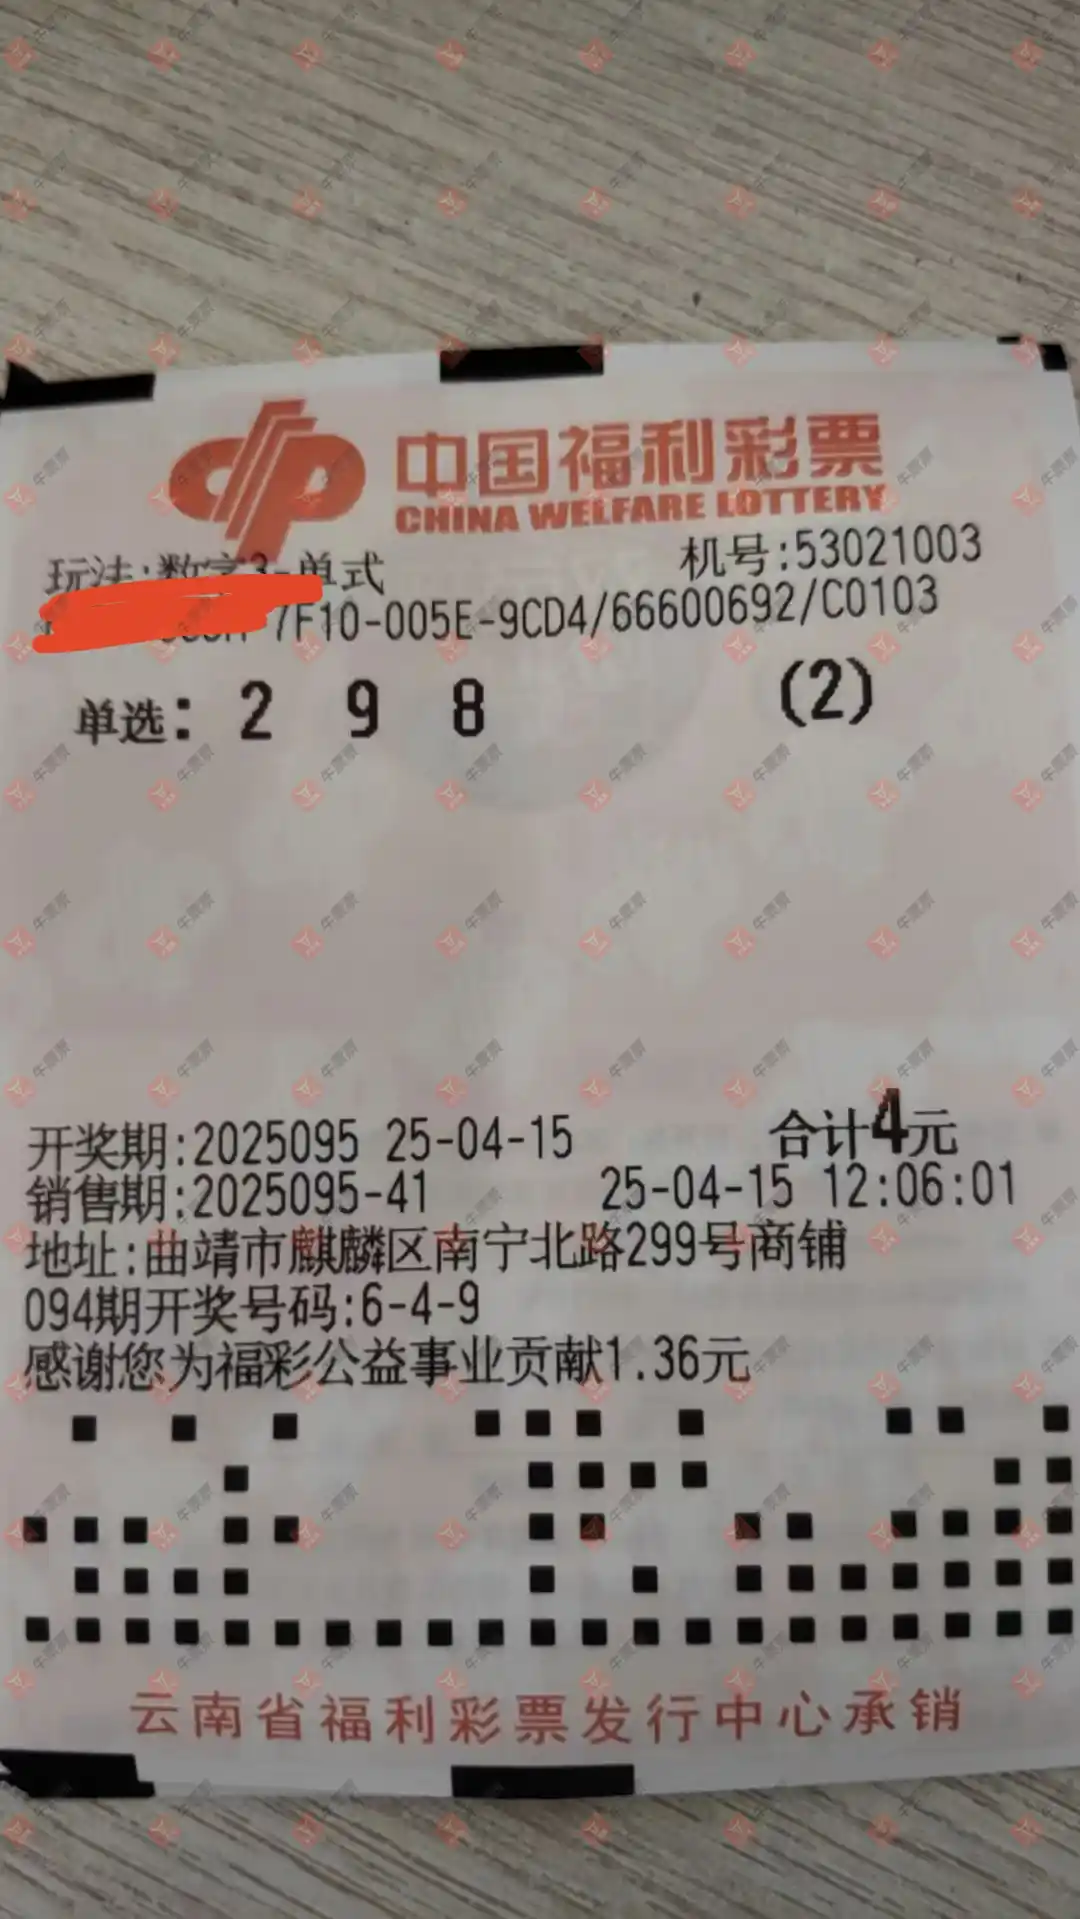 中国福利彩票
CHINA WELFARE LOTTERY
玩法:数字3-单式 机号:53021003
7F10-005E-9CD4/66600692/C0103
单选: 2 9 8 (2)
开奖期:2025095 25-04-15 合计4元
销售期:2025095-41 25-04-15 12:06:01
地址:曲靖市麒麟区南宁北路299号商铺
094期开奖号码:6-4-9
感谢您为福彩公益事业贡献1.36元
云南省福利彩票发行中心承销